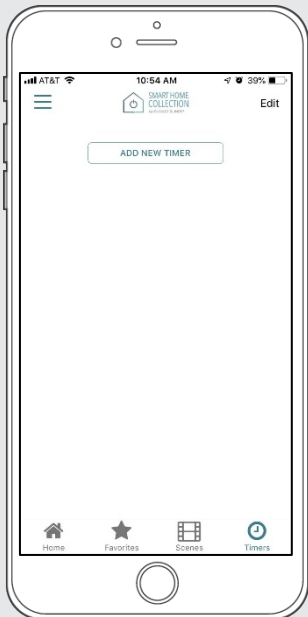 AT&T 10:54 AM 39%
SMART HOME
COLLECTION
Edit
ADD NEW TIMER
Home Favorites Scenes Timers